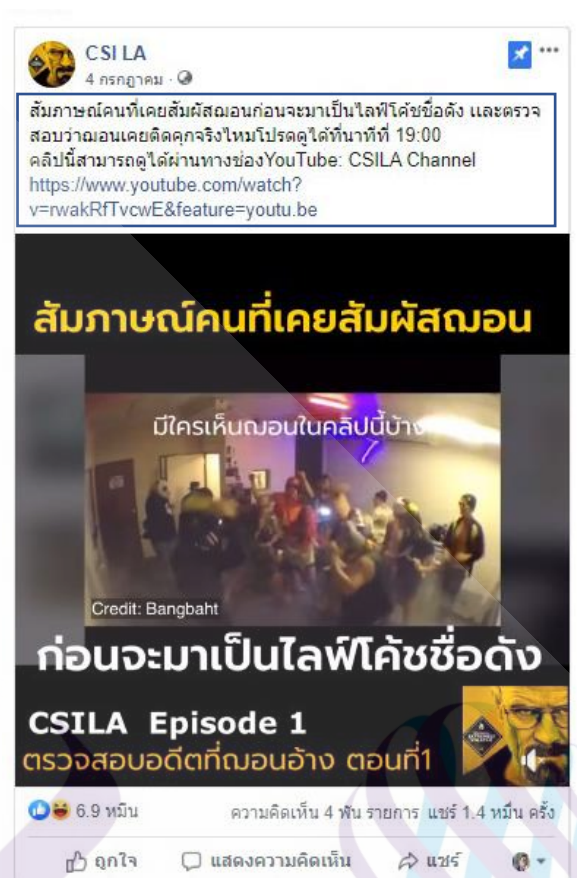 CSI LA
4 กรกฎาคม ·
สัมภาษณ์คนที่เคยสัมผัสฌอนก่อนจะมาเป็นไลฟ์โค้ชชื่อดัง และตรวจ
สอบว่าฌอนเคยติดคุกจริงไหมโปรดดูได้ที่นาทีที่ 19:00
คลิปนี้สามารถดูได้ผ่านทางช่องYouTube: CSILA Channel
https://www.youtube.com/watch?
v=rwakRfTvcwE&feature=youtu.be
สัมภาษณ์คนที่เคยสัมผัสฌอน
มีใครเห็นฌอนในคลิปนี้บ้าง
Credit: Bangbaht
ก่อนจะมาเป็นไลฟ์โค้ชชื่อดัง
CSILA Episode 1
ตรวจสอบอดีตที่ฌอนอ้าง ตอนที่1
6.9 หมื่น ความคิดเห็น 4 พัน รายการ แชร์ 1.4 หมื่น ครั้ง
ถูกใจ แสดงความคิดเห็น แชร์